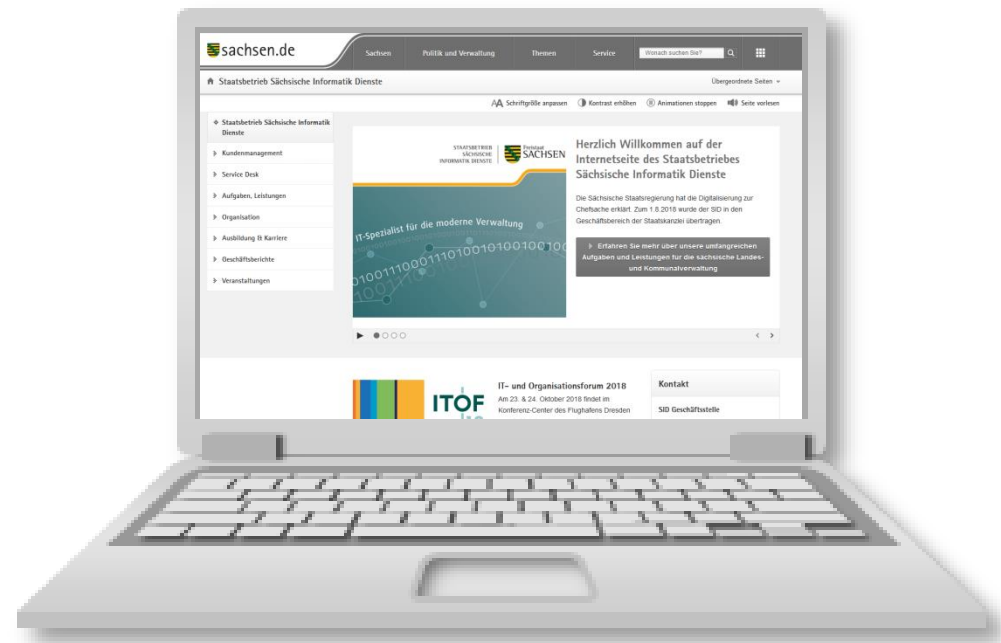 sachsen.de
Sachsen
Politik und Verwaltung
Themen
Service
Wonach suchen Sie?
Staatsbetrieb Sächsische Informatik Dienste
Übergeordnete Seiten
AA Schriftgröße anpassen
Kontrast erhöhen
Animationen stoppen
Seite vorlesen
Staatsbetrieb Sächsische Informatik
Dienste
Kundenmanagement
Service Desk
Aufgaben, Leistungen
Organisation
Ausbildung & Karriere
Geschäftsberichte
Veranstaltungen
STAATSBETRIEB
SÄCHSISCHE
INFORMATIK DIENSTE
Freistaat
SACHSEN
IT-Spezialist für die moderne Verwaltung
Herzlich Willkommen auf der
Internetseite des Staatsbetriebes
Sächsische Informatik Dienste
Die Sächsische Staatsregierung hat die Digitalisierung zur
Chefsache erklärt. Zum 1.8.2018 wurde der SID in den
Geschäftsbereich der Staatskanzlei übertragen.
Erfahren Sie mehr über unsere umfangreichen
Aufgaben und Leistungen für die sächsische Landes-
und Kommunalverwaltung
ITOF
IT- und Organisationsforum 2018
Am 23. & 24. Oktober 2018 findet im
Konferenz-Center des Flughafens Dresden
Kontakt
SID Geschäftsstelle